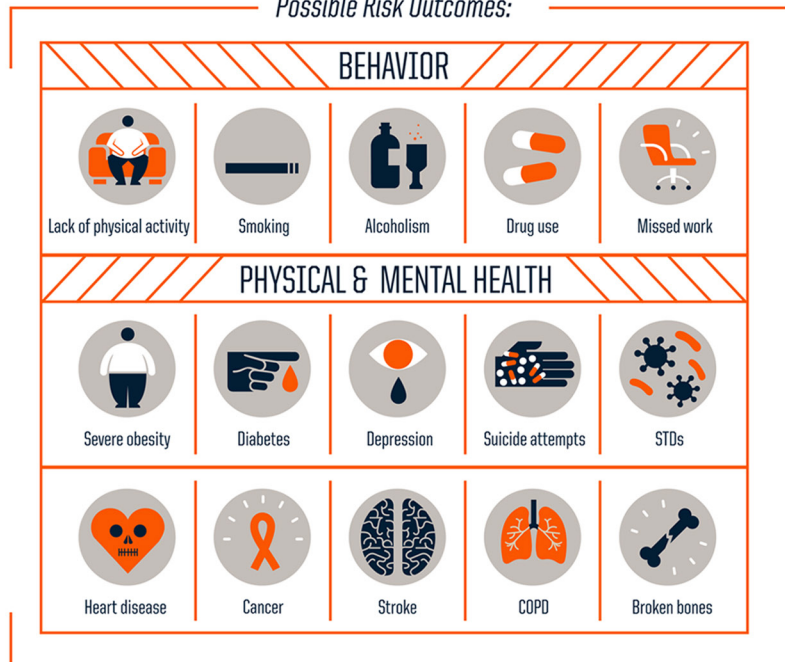 Possible Risk Outcomes:
BEHAVIOR
Lack of physical activity
Smoking
Alcoholism
Drug use
Missed work
PHYSICAL & MENTAL HEALTH
Severe obesity
Diabetes
Depression
Suicide attempts
STDs
Heart disease
Cancer
Stroke
COPD
Broken bones